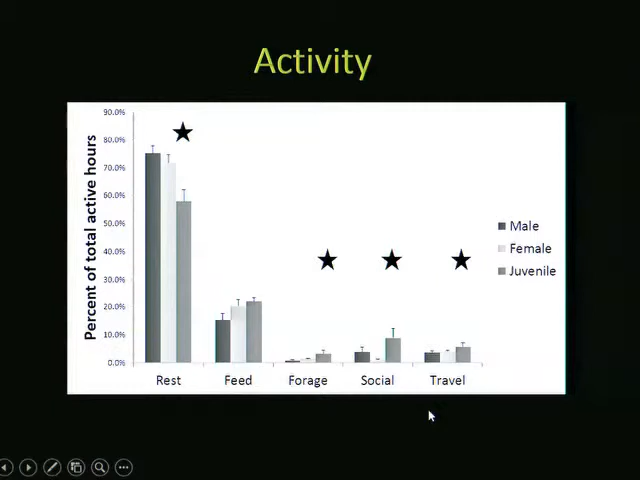 Activity
Percent of total active hours
90.0%
80.0%
70.0%
60.0%
50.0%
40.0%
30.0%
20.0%
10.0%
0.0%
Rest Feed Forage Social Travel
Male
Female
Juvenile